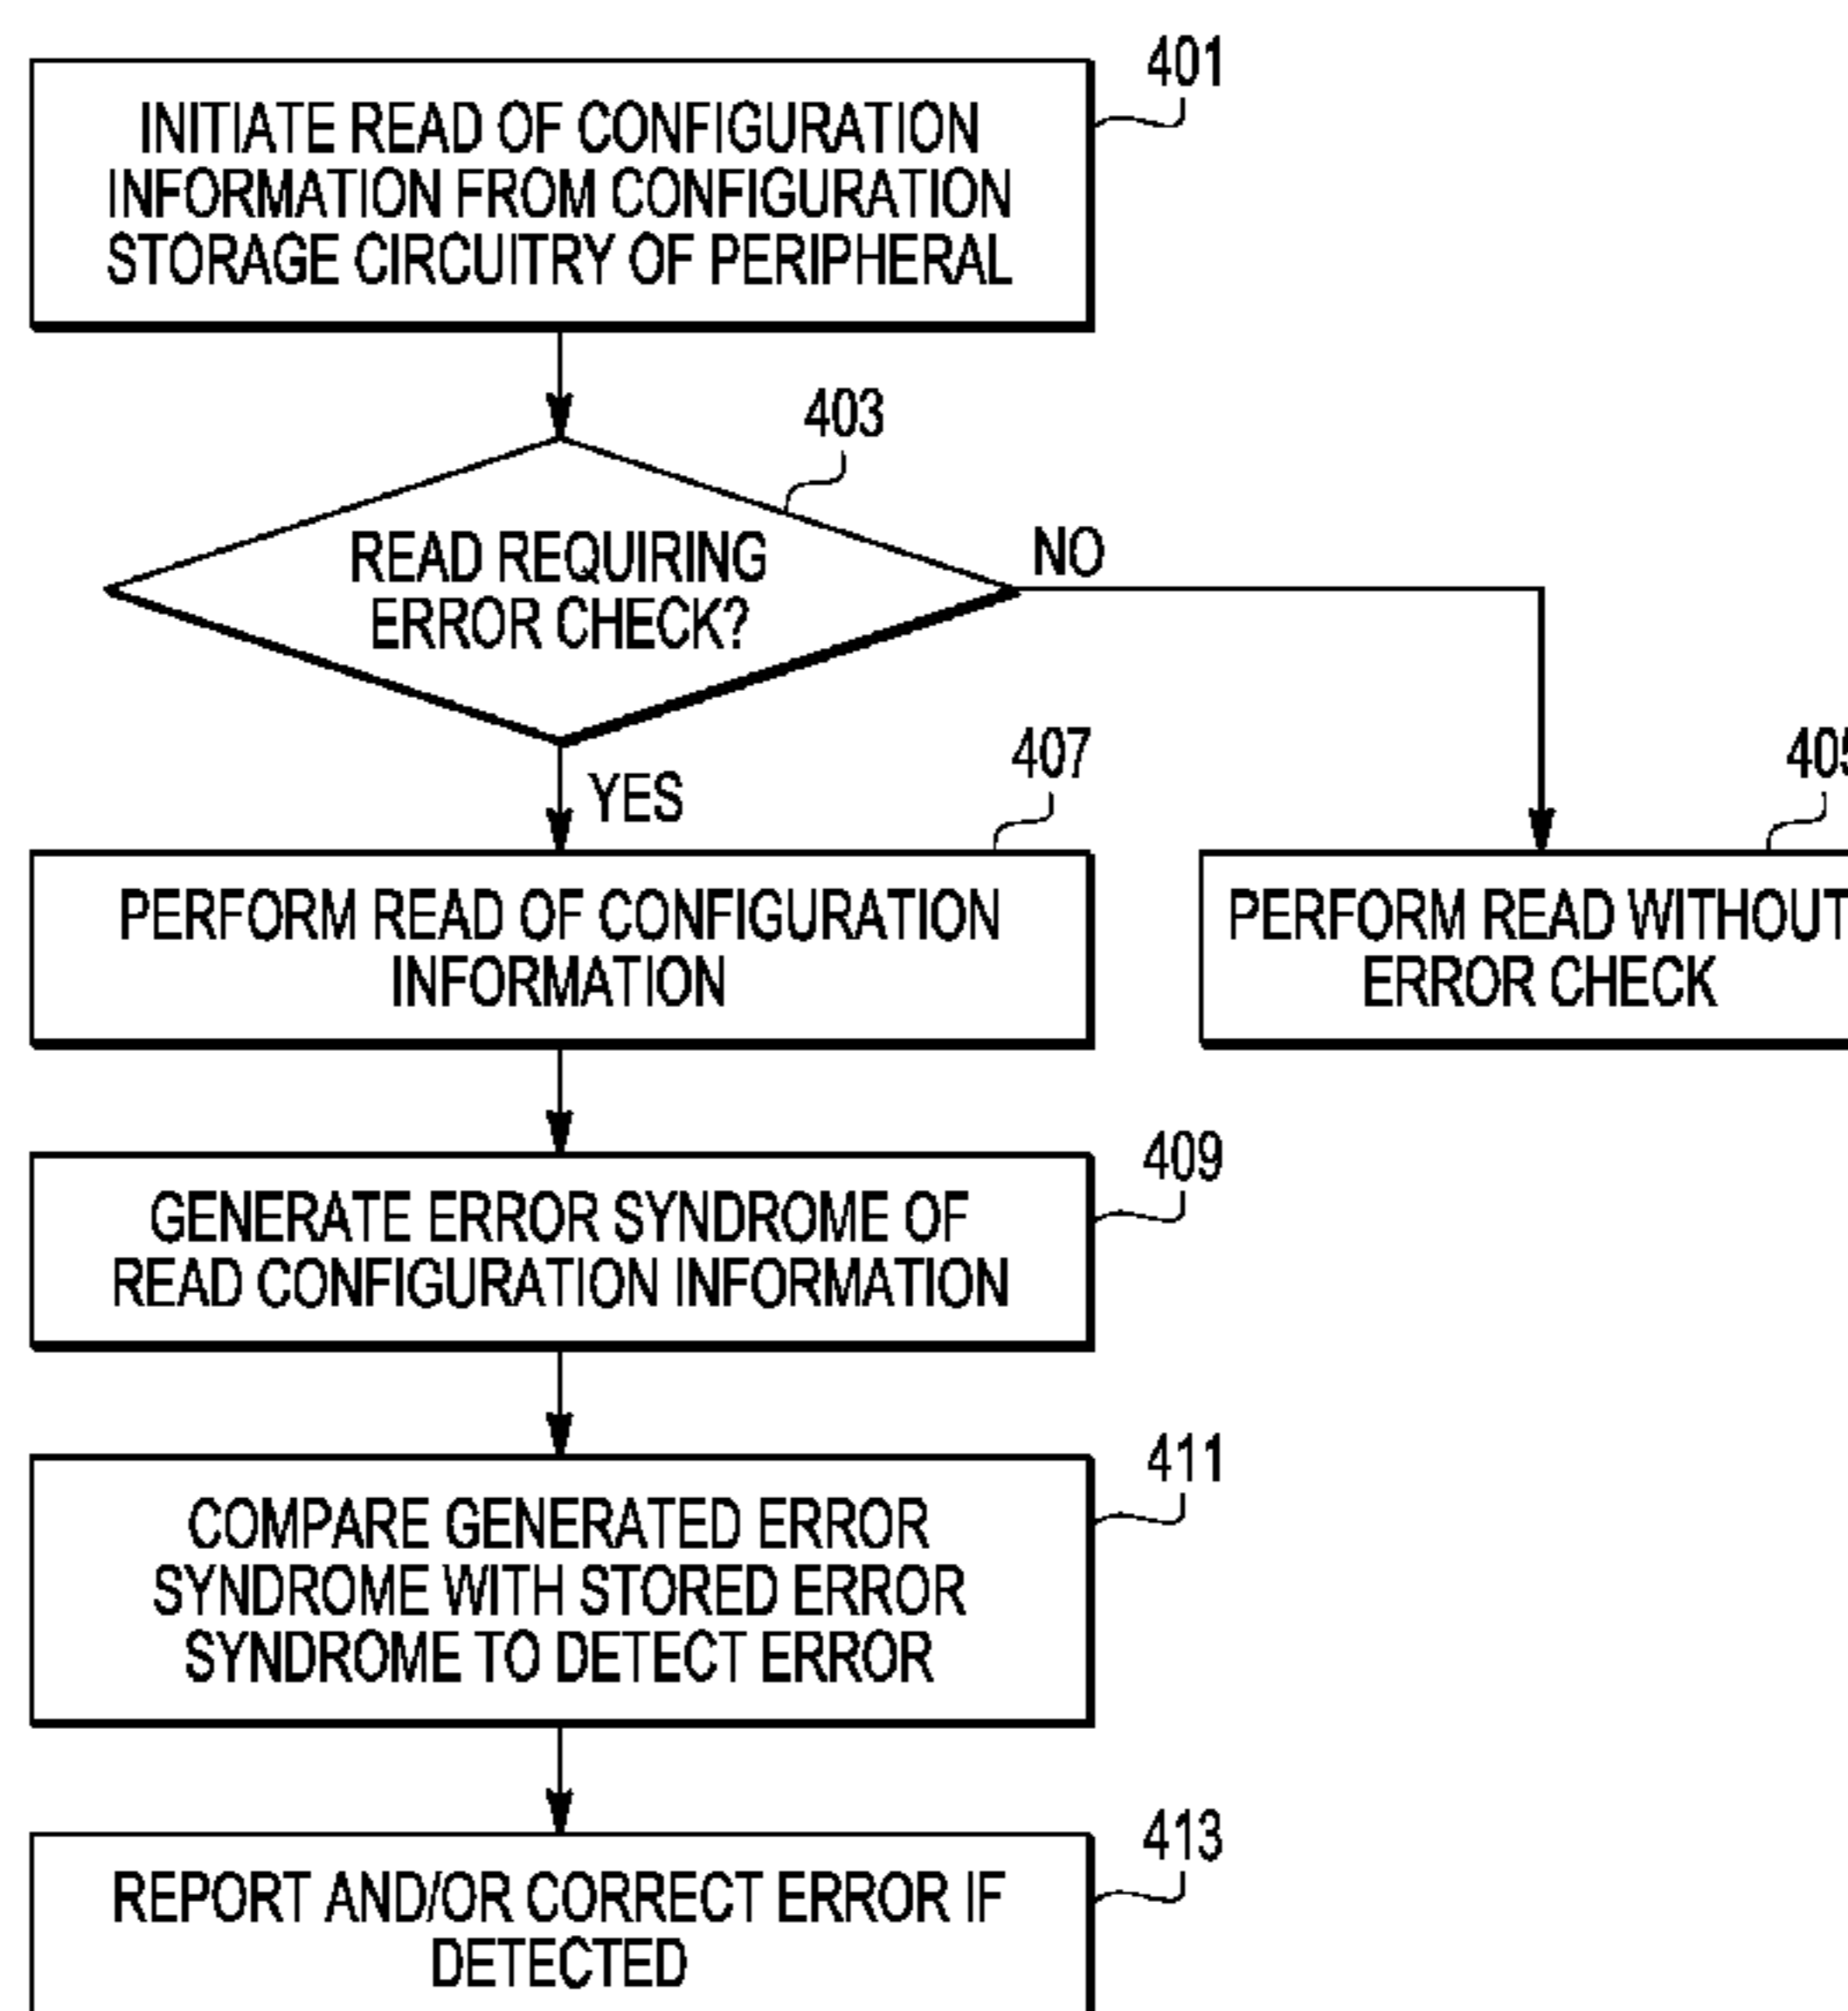 401
INITIATE READ OF CONFIGURATION
INFORMATION FROM CONFIGURATION
STORAGE CIRCUITRY OF PERIPHERAL
403
READ REQUIRING
ERROR CHECK?
NO
YES
407
405
PERFORM READ OF CONFIGURATION
INFORMATION
PERFORM READ WITHOUT
ERROR CHECK
409
GENERATE ERROR SYNDROME OF
READ CONFIGURATION INFORMATION
411
COMPARE GENERATED ERROR
SYNDROME WITH STORED ERROR
SYNDROME TO DETECT ERROR
413
REPORT AND/OR CORRECT ERROR IF
DETECTED